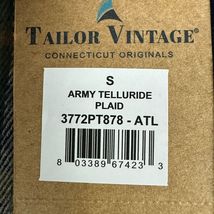 TAILOR VINTAGE®
CONNECTICUT ORIGINALS
S
ARMY TELLURIDE
PLAID
3772PT878 - ATL
8 03389 67423 3